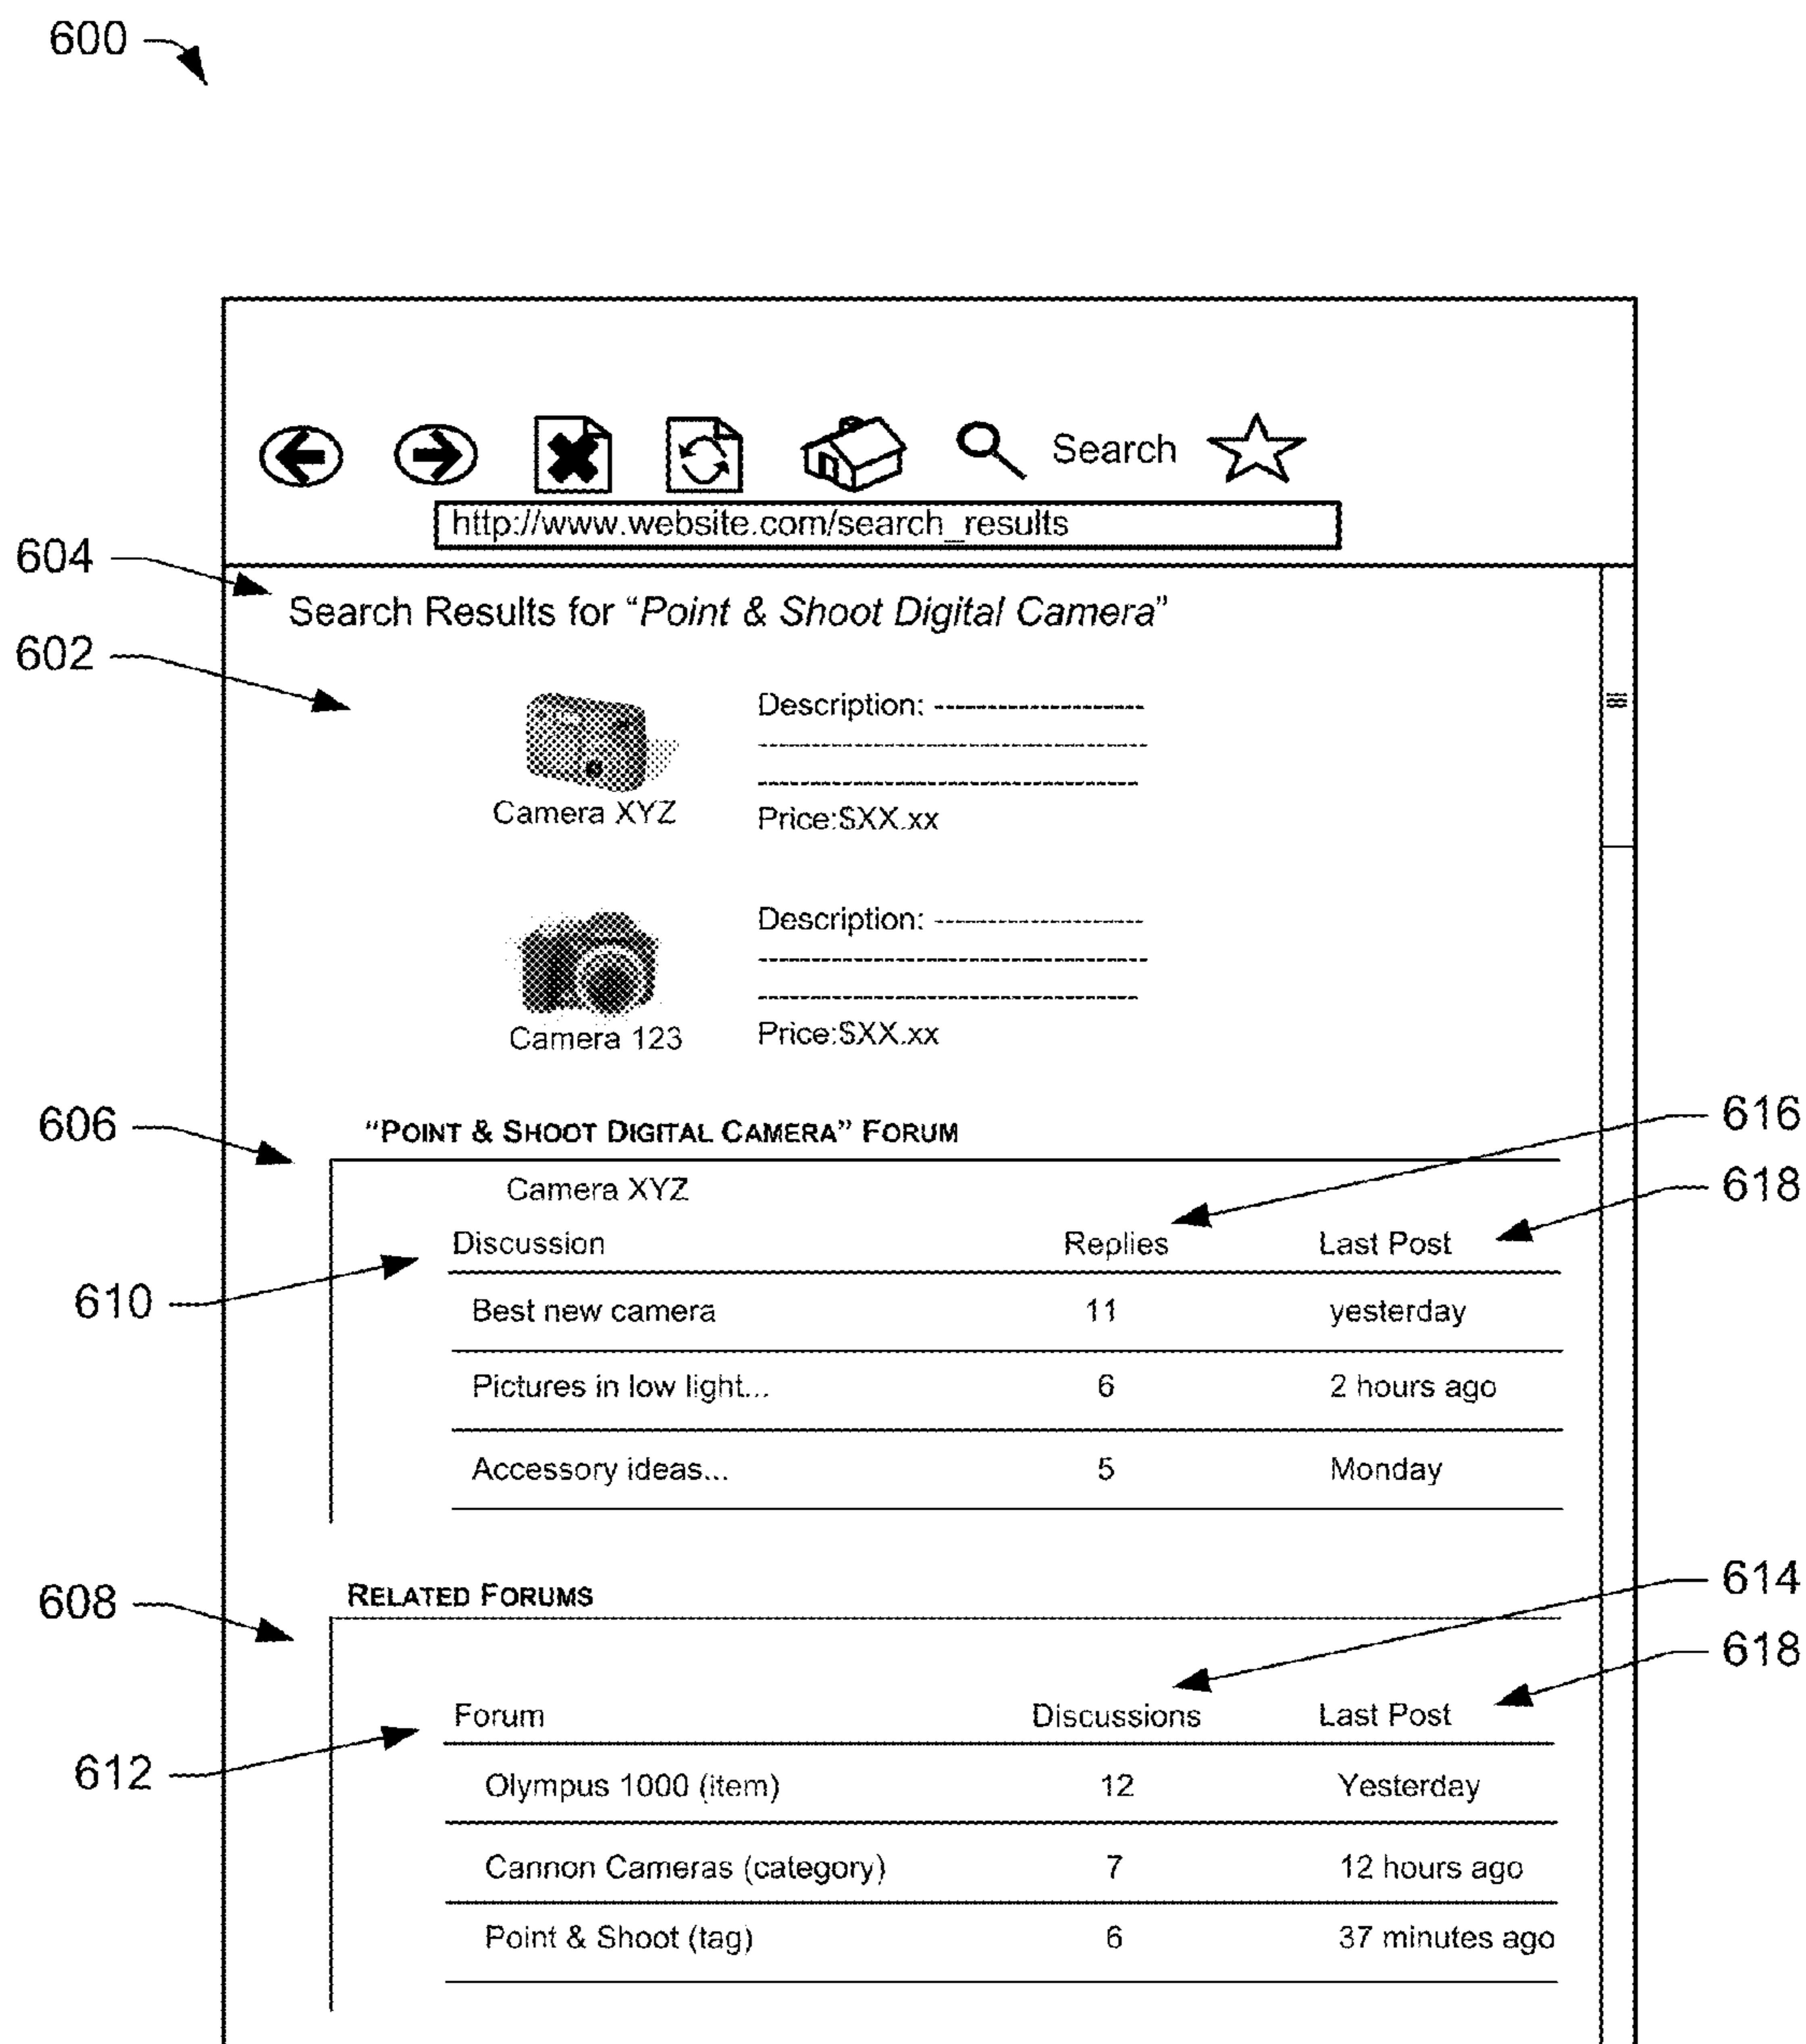 600
Search
http://www.website.com/search_results
604
Search Results for "Point & Shoot Digital Camera"
602
Description:
Camera XYZ
Price:$XX.xx
Description:
Camera 123
Price:$XX.xx
606
"POINT & SHOOT DIGITAL CAMERA" FORUM
616
Camera XYZ
618
Discussion Replies Last Post
610
Best new camera 11 yesterday
Pictures in low light... 6 2 hours ago
Accessory ideas... 5 Monday
608
RELATED FORUMS
614
618
Forum Discussions Last Post
612
Olympus 1000 (item) 12 Yesterday
Cannon Cameras (category) 7 12 hours ago
Point & Shoot (tag) 6 37 minutes ago